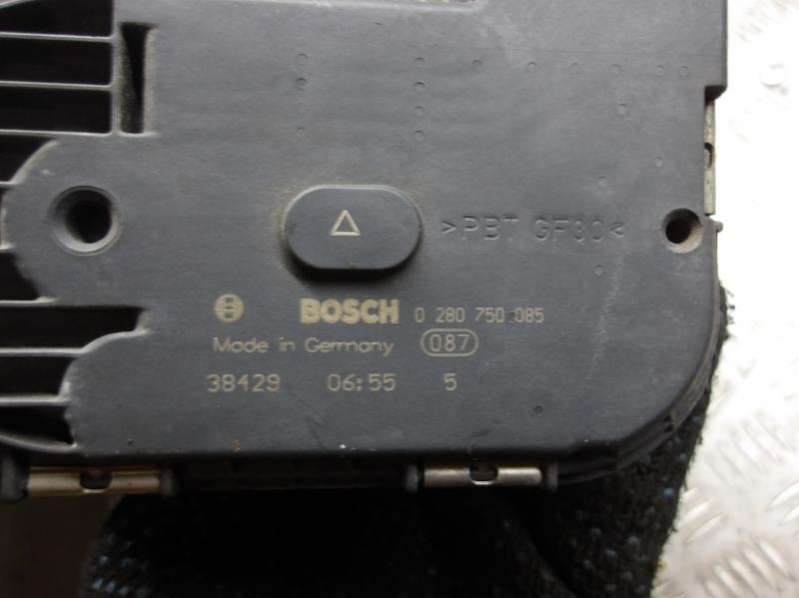 >PBT GF30<
BOSCH 0 280 750 085
Made in Germany 087
38429 06:55 5